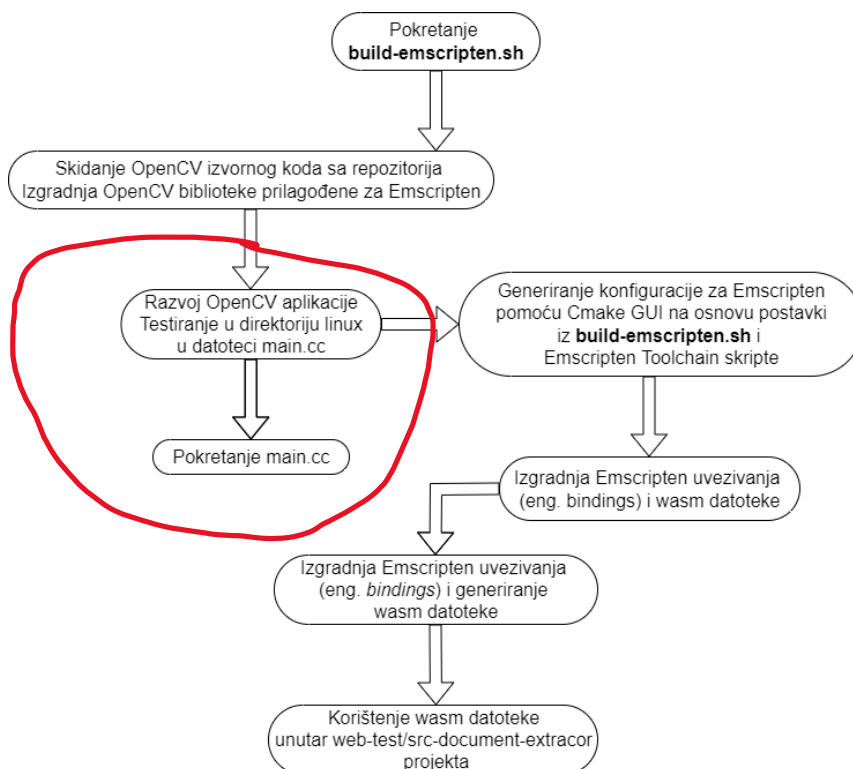 Pokretanje
build-emscripten.sh
Skidanje OpenCV izvornog koda sa repozitorija
Izgradnja OpenCV biblioteke prilagođene za Emscripten
Razvoj OpenCV aplikacije
Testiranje u direktoriju linux
u datoteci main.cc
Generiranje konfiguracije za Emscripten
pomoću Cmake GUI na osnovu postavki
iz build-emscripten.sh i
Emscripten Toolchain skripte
Pokretanje main.cc
Izgradnja Emscripten uvezivanja
(eng. bindings) i wasm datoteke
Izgradnja Emscripten uvezivanja
(eng. bindings) i generiranje
wasm datoteke
Korištenje wasm datoteke
unutar web-test/src-document-extracor
projekta